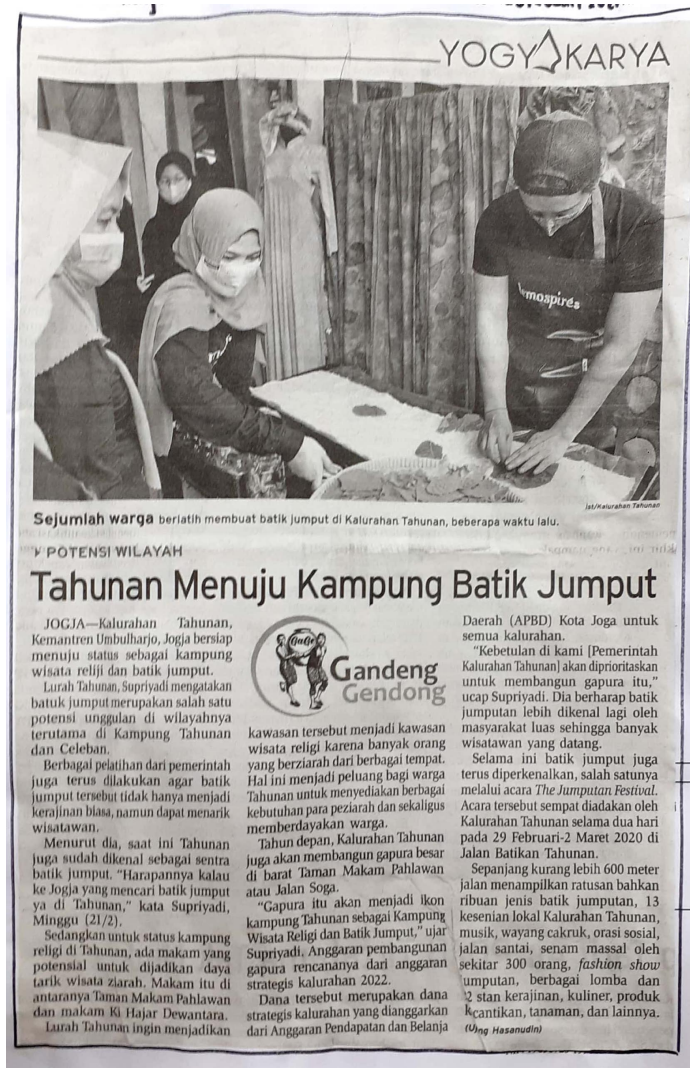 YOGYAKARYA
Lemospirés
ist/Kalurahan Tahunan
Sejumlah warga berlatih membuat batik jumput di Kalurahan Tahunan, beberapa waktu lalu.
POTENSI WILAYAH
Tahunan Menuju Kampung Batik Jumput
JOGJA—Kalurahan Tahunan,
Kemantren Umbulharjo, Jogja bersiap
menuju status sebagai kampung
wisata reliji dan batik jumput.
Lurah Tahunan, Supriyadi mengatakan
batuk jumput merupakan salah satu
potensi unggulan di wilayahnya
terutama di Kampung Tahunan
dan Celeban.
Berbagai pelatihan dari pemerintah
juga terus dilakukan agar batik
jumput tersebut tidak hanya menjadi
kerajinan biasa, namun dapat menarik
wisatawan.
Menurut dia, saat ini Tahunan
juga sudah dikenal sebagai sentra
batik jumput. “Harapannya kalau
ke Jogja yang mencari batik jumput
ya di Tahunan,” kata Supriyadi,
Minggu (21/2).
Sedangkan untuk status kampung
religi di Tahunan, ada makam yang
potensial untuk dijadikan daya
tarik wisata ziarah. Makam itu di
antaranya Taman Makam Pahlawan
dan makam Ki Hajar Dewantara.
Lurah Tahunan ingin menjadikan
GaGe
Gandeng
Gendong
kawasan tersebut menjadi kawasan
wisata religi karena banyak orang
yang berziarah dari berbagai tempat.
Hal ini menjadi peluang bagi warga
Tahunan untuk menyediakan berbagai
kebutuhan para peziarah dan sekaligus
memberdayakan warga.
Tahun depan, Kalurahan Tahunan
juga akan membangun gapura besar
di barat Taman Makam Pahlawan
atau Jalan Soga.
“Gapura itu akan menjadi ikon
kampung Tahunan sebagai Kampung
Wisata Religi dan Batik Jumput,” ujar
Supriyadi. Anggaran pembangunan
gapura rencananya dari anggaran
strategis kalurahan 2022.
Dana tersebut merupakan dana
strategis kalurahan yang dianggarkan
dari Anggaran Pendapatan dan Belanja
Daerah (APBD) Kota Joga untuk
semua kalurahan.
“Kebetulan di kami [Pemerintah
Kalurahan Tahunan] akan diprioritaskan
untuk membangun gapura itu,”
ucap Supriyadi. Dia berharap batik
jumputan lebih dikenal lagi oleh
masyarakat luas sehingga banyak
wisatawan yang datang.
Selama ini batik jumput juga
terus diperkenalkan, salah satunya
melalui acara The Jumputan Festival.
Acara tersebut sempat diadakan oleh
Kalurahan Tahunan selama dua hari
pada 29 Februari-2 Maret 2020 di
Jalan Batikan Tahunan.
Sepanjang kurang lebih 600 meter
jalan menampilkan ratusan bahkan
ribuan jenis batik jumputan, 13
kesenian lokal Kalurahan Tahunan,
musik, wayang cakruk, orasi sosial,
jalan santai, senam massal oleh
sekitar 300 orang, fashion show
umputan, berbagai lomba dan
2 stan kerajinan, kuliner, produk
kcantikan, tanaman, dan lainnya.
(Ujang Hasanudin)